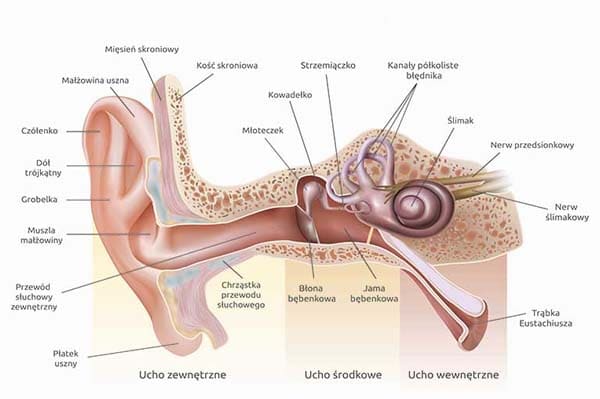 Mięsień skroniowy
Kość skroniowa
Strzemiączko
Kanały półkoliste
błędnika
Małżowina uszna
Kowadełko
Ślimak
Czółenko
Młoteczek
Nerw przedsionkowy
Dół
trójkątny
Grobelka
Nerw
ślimakowy
Muszla
małżowiny
Przewód
słuchowy
zewnętrzny
Chrząstka
przewodu
słuchowego
Błona
bębenkowa
Jama
bębenkowa
Trąbka
Eustachiusza
Płatek
uszny
Ucho zewnętrzne
Ucho środkowe
Ucho wewnętrzne